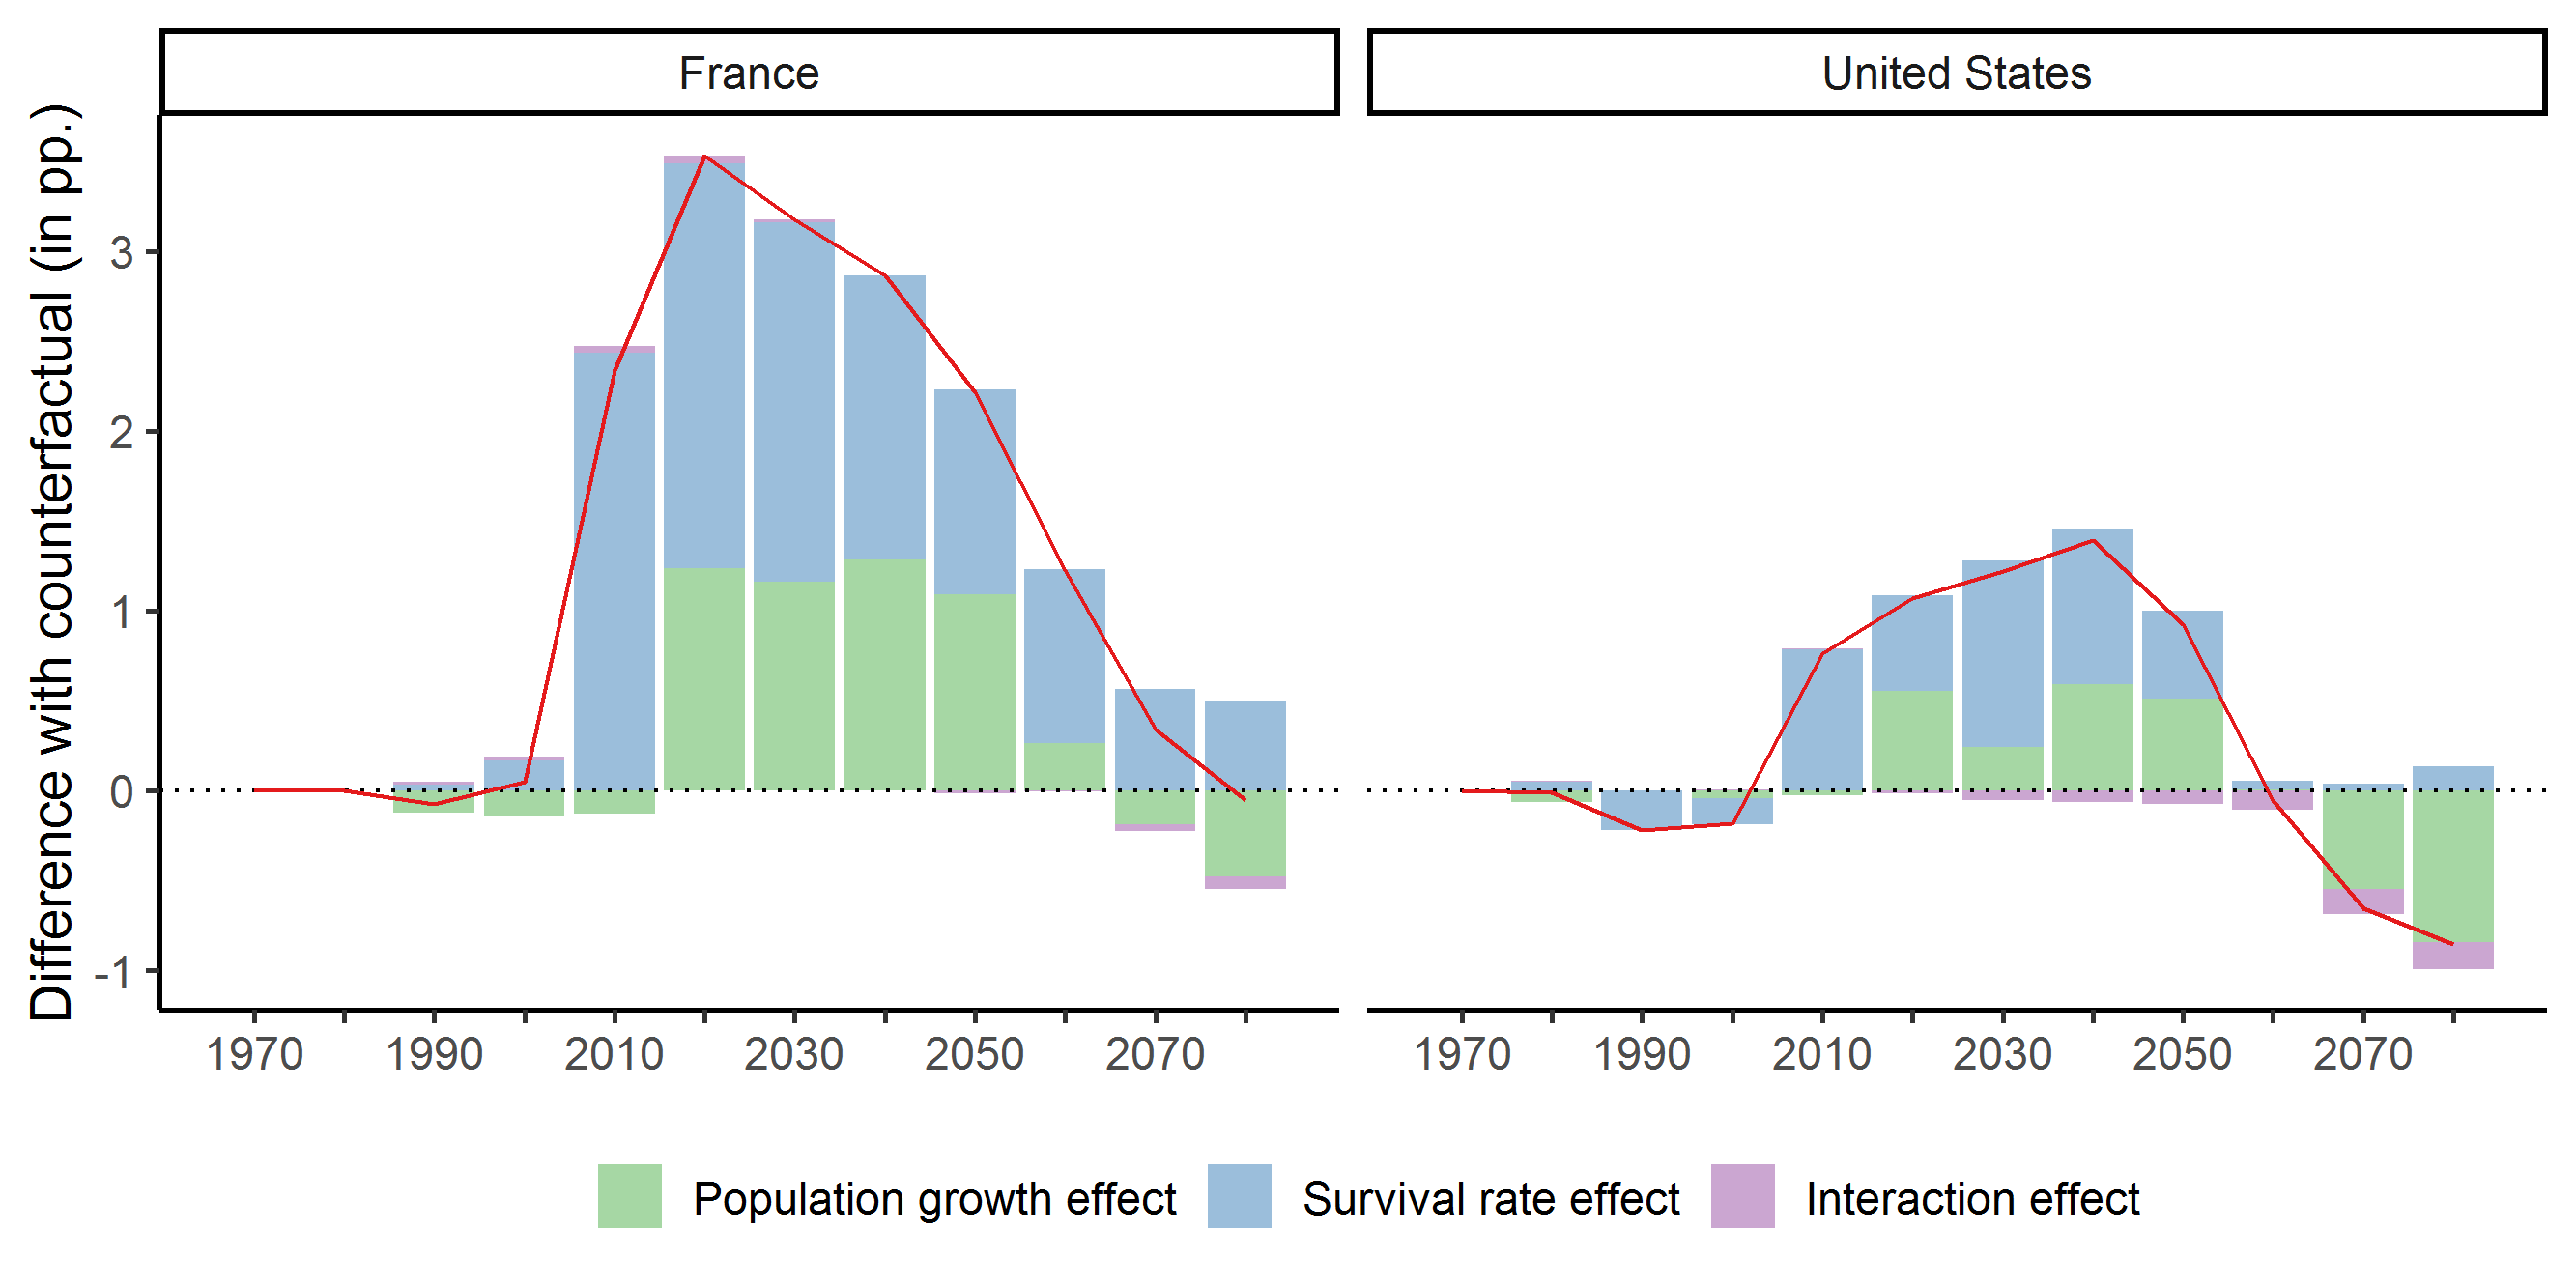 France
United States
Difference with counterfactual (in pp.)
3
2
1
0
-1
1970 1990 2010 2030 2050 2070
1970 1990 2010 2030 2050 2070
Population growth effect
Survival rate effect
Interaction effect